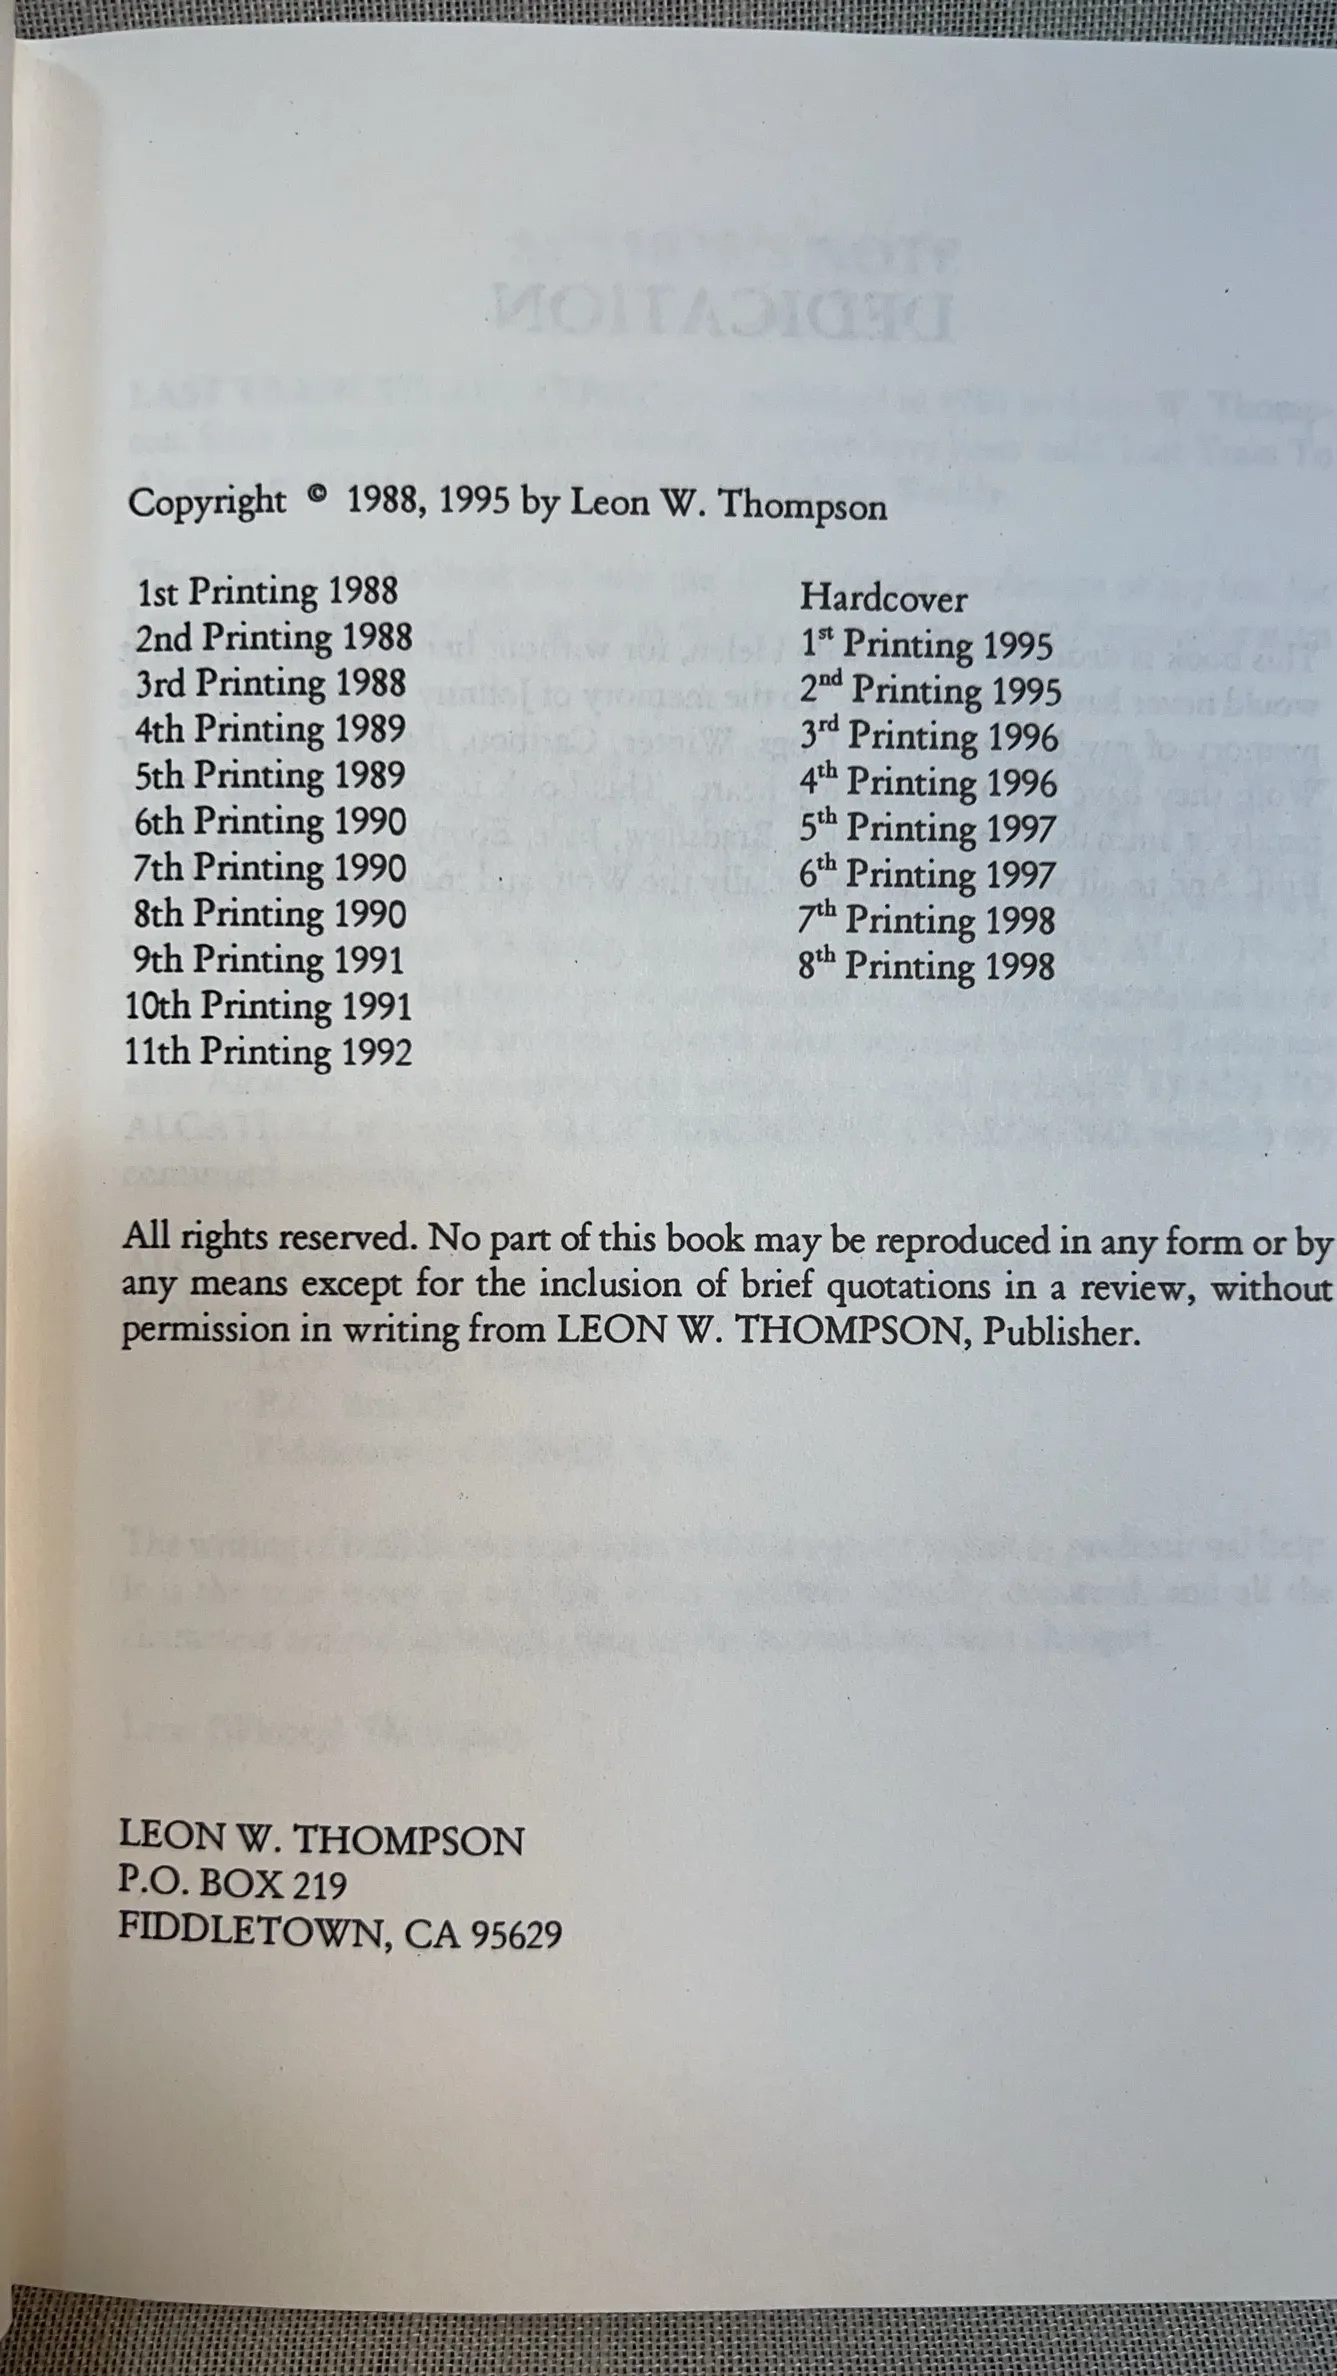 Copyright © 1988, 1995 by Leon W. Thompson
1st Printing 1988
2nd Printing 1988
3rd Printing 1988
4th Printing 1989
5th Printing 1989
6th Printing 1990
7th Printing 1990
8th Printing 1990
9th Printing 1991
10th Printing 1991
11th Printing 1992
Hardcover
1st Printing 1995
2nd Printing 1995
3rd Printing 1996
4th Printing 1996
5th Printing 1997
6th Printing 1997
7th Printing 1998
8th Printing 1998
All rights reserved. No part of this book may be reproduced in any form or by
any means except for the inclusion of brief quotations in a review, without
permission in writing from LEON W. THOMPSON, Publisher.
LEON W. THOMPSON
P.O. BOX 219
FIDDLETOWN, CA 95629